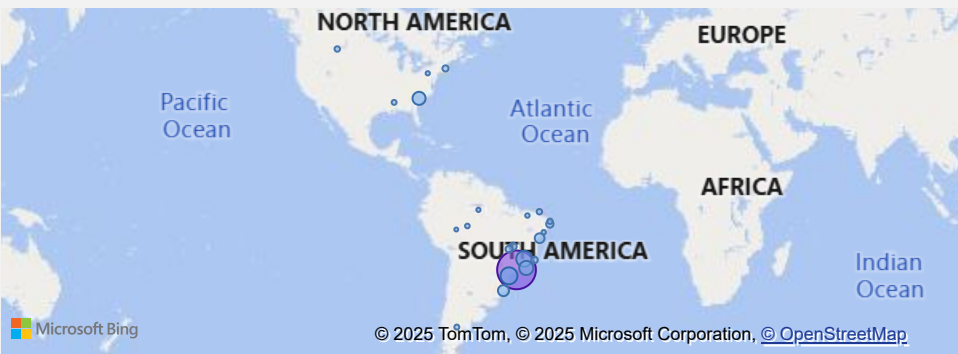 NORTH AMERICA
EUROPE
Pacific
Ocean
Atlantic
Ocean
AFRICA
SOUTH AMERICA
Indian
Ocean
Microsoft Bing
© 2025 TomTom, © 2025 Microsoft Corporation, © OpenStreetMap